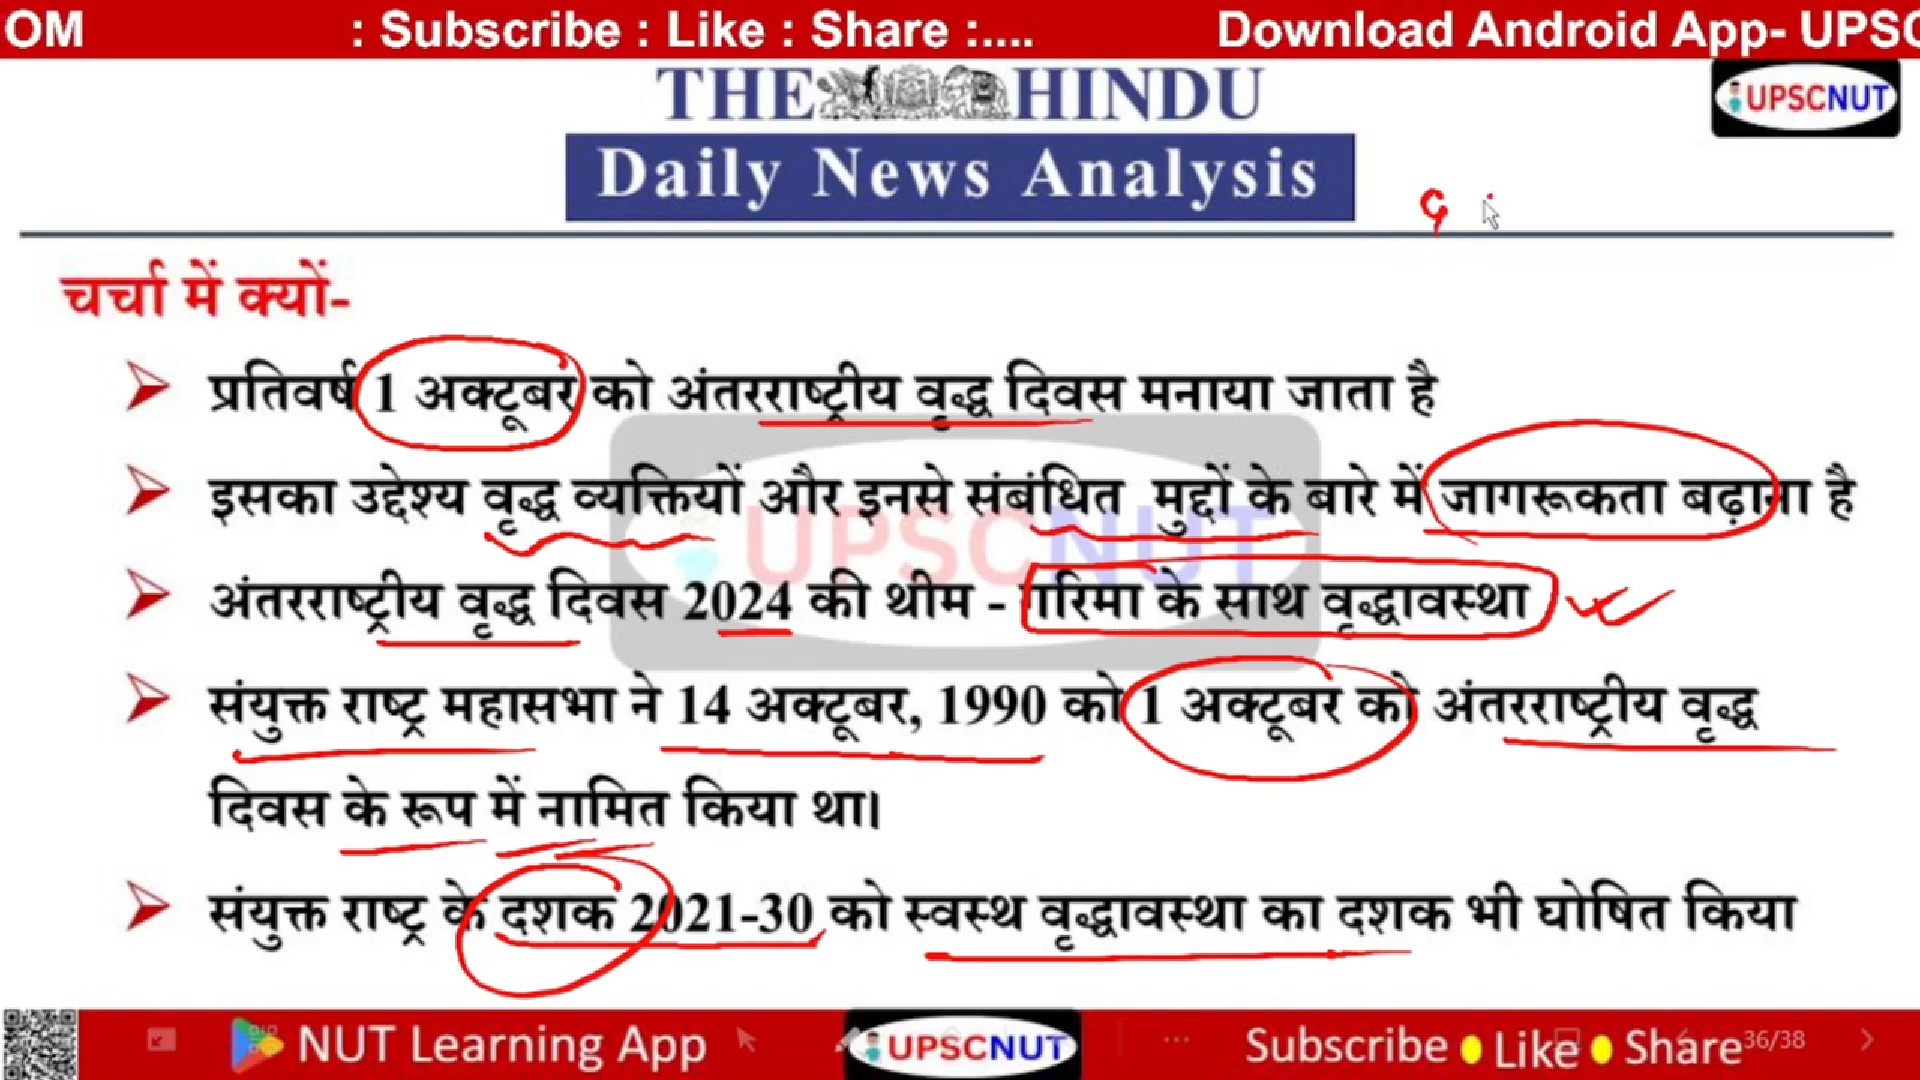 OM : Subscribe : Like : Share :.... Download Android App- UPSC
THE HINDU
UPSCNUT
Daily News Analysis
चर्चा में क्यों-
प्रतिवर्ष 1 अक्टूबर को अंतरराष्ट्रीय वृद्ध दिवस मनाया जाता है
इसका उद्देश्य वृद्ध व्यक्तियों और इनसे संबंधित मुद्दों के बारे में जागरूकता बढ़ाना है
UPSCNUT
अंतरराष्ट्रीय वृद्ध दिवस 2024 की थीम - गरिमा के साथ वृद्धावस्था
संयुक्त राष्ट्र महासभा ने 14 अक्टूबर, 1990 को 1 अक्टूबर को अंतरराष्ट्रीय वृद्ध
दिवस के रूप में नामित किया था।
संयुक्त राष्ट्र के दशक 2021-30 को स्वस्थ वृद्धावस्था का दशक भी घोषित किया
NUT Learning App UPSCNUT Subscribe Like Share 36/38